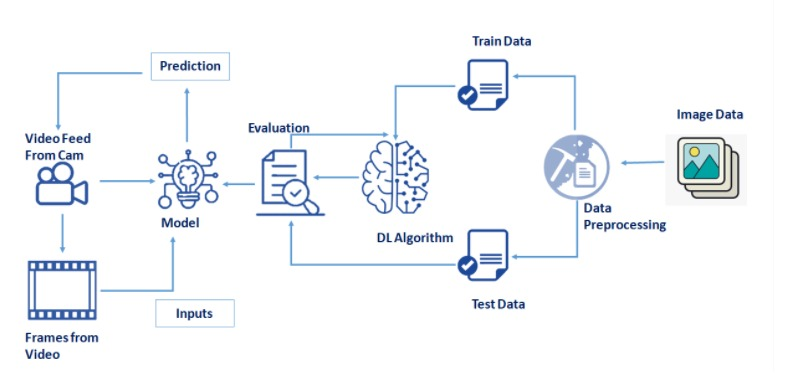 Train Data
Prediction
Image Data
Evaluation
Video Feed
From Cam
Model
DL Algorithm
Data
Preprocessing
Inputs
Test Data
Frames from
Video